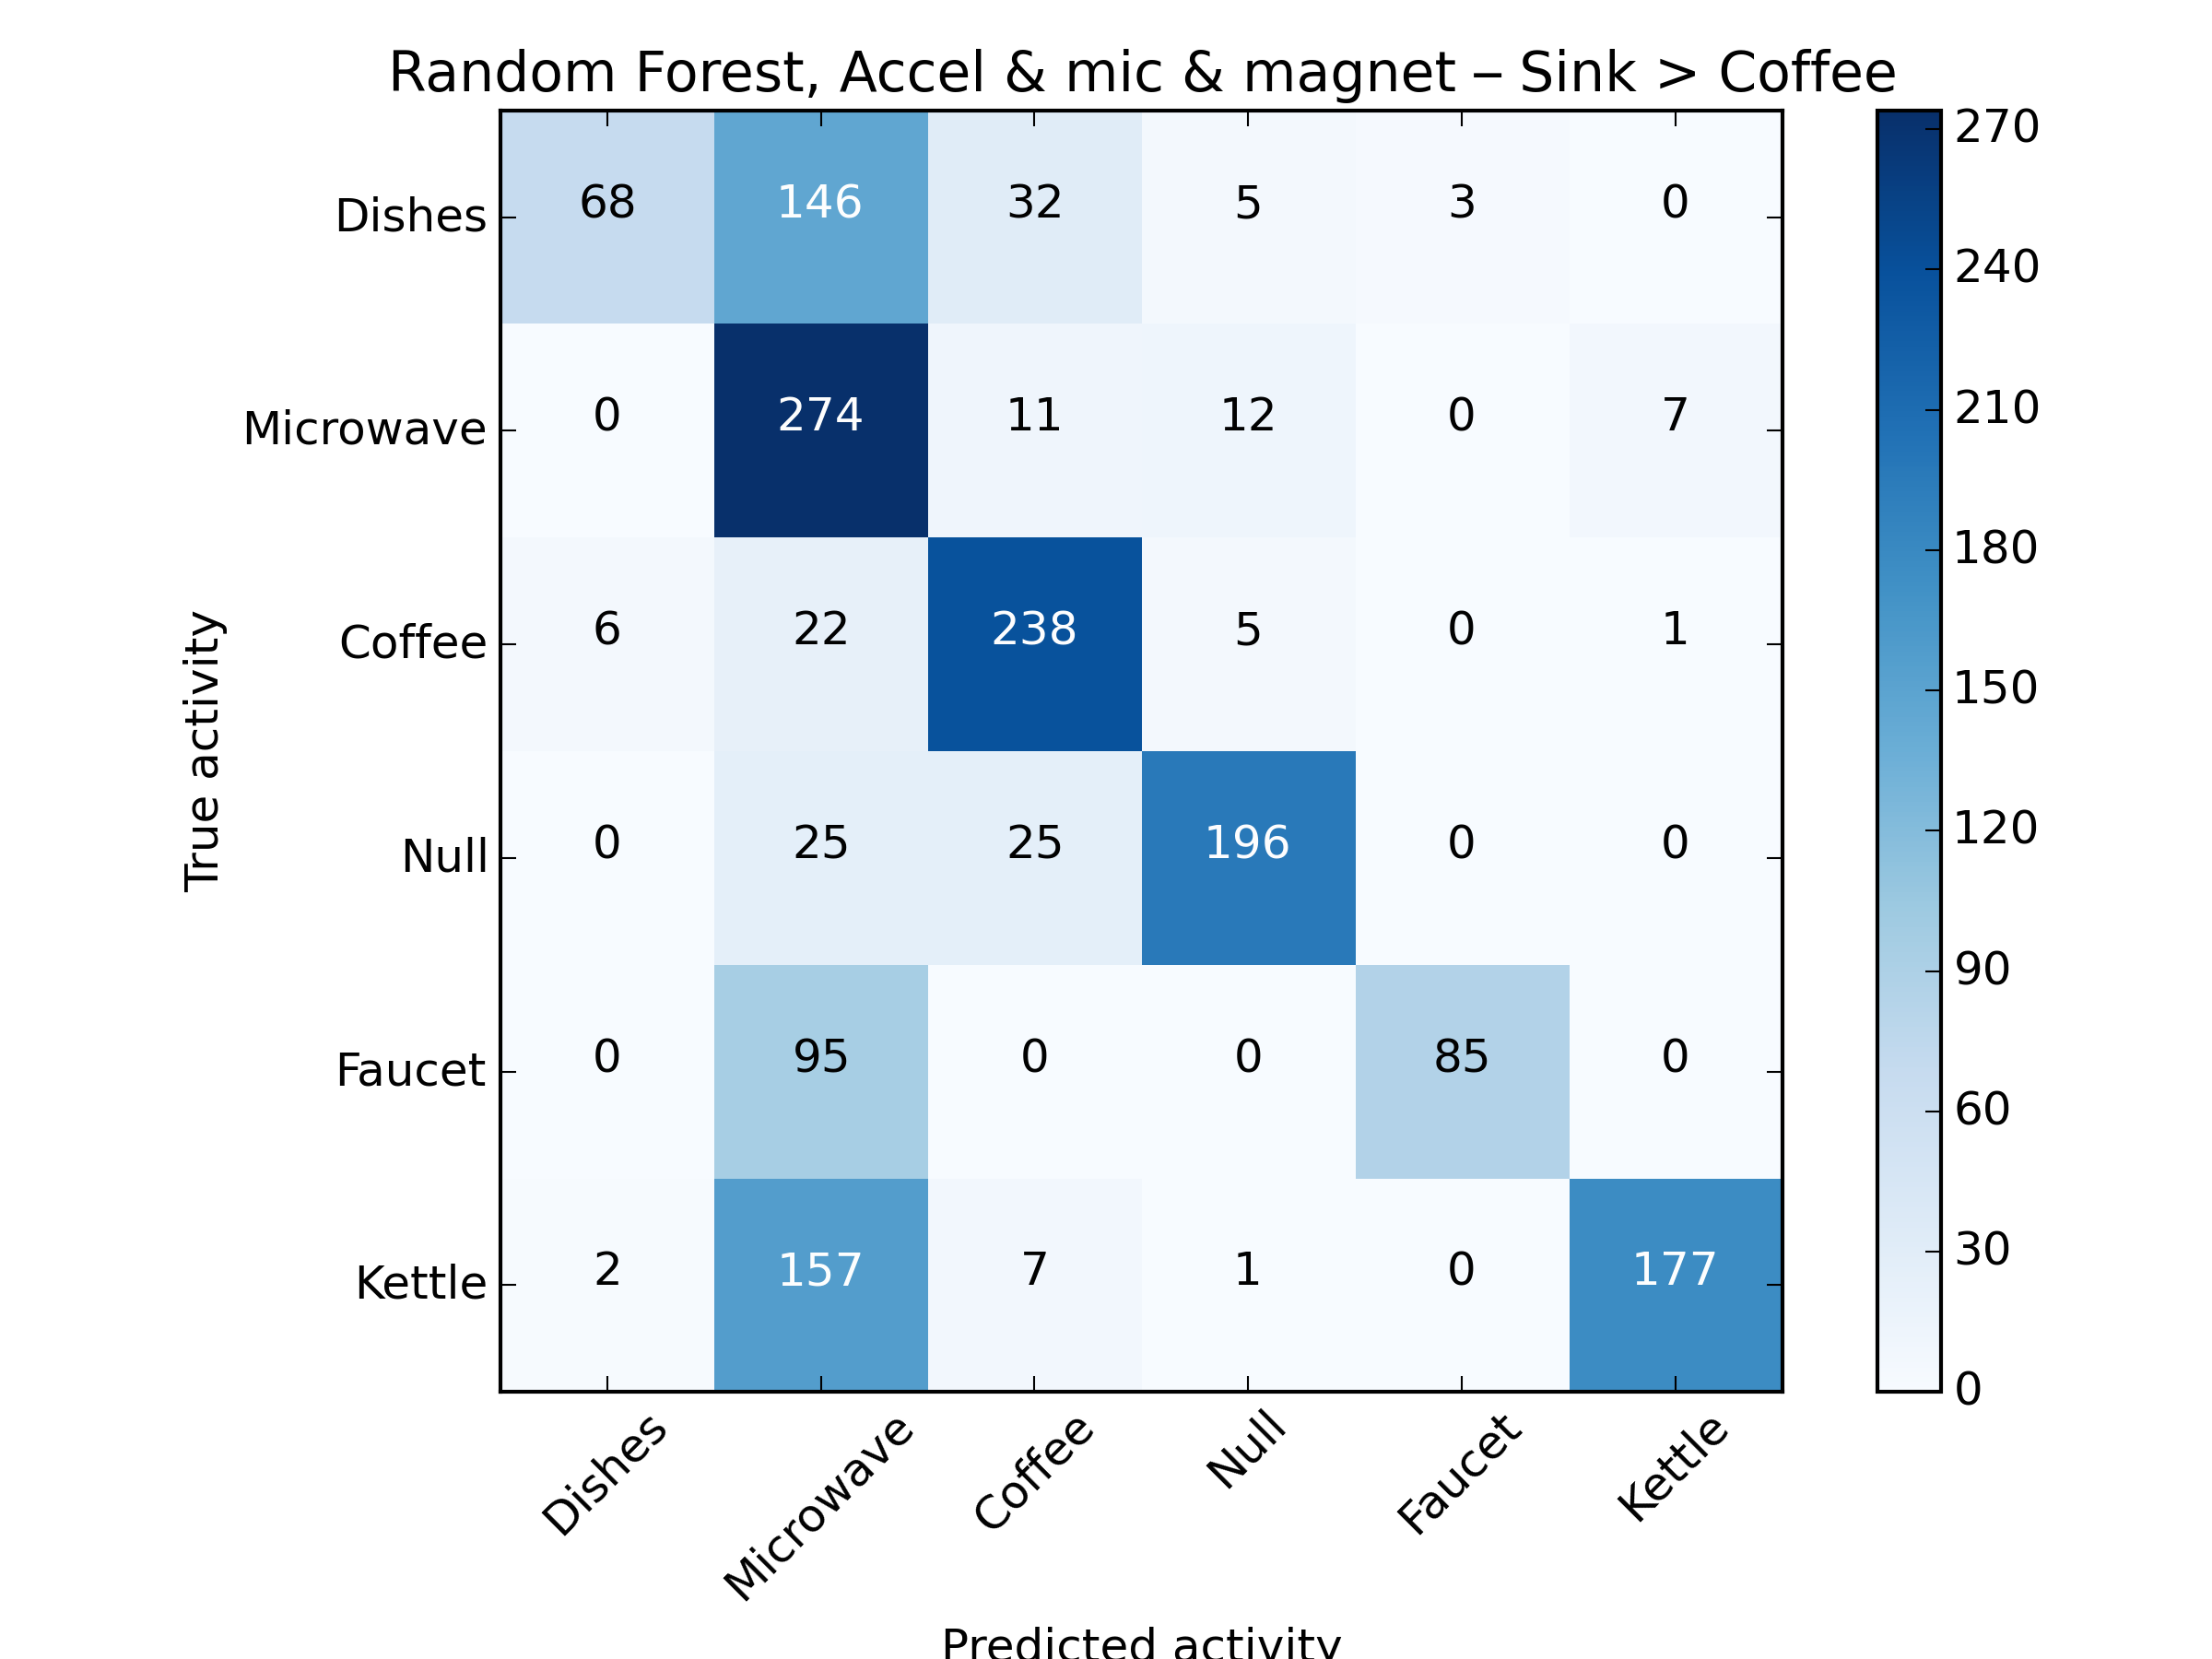 Random Forest, Accel & mic & magnet – Sink > Coffee
Dishes 68 146 32 5 3 0
Microwave 0 274 11 12 0 7
Coffee 6 22 238 5 0 1
Null 0 25 25 196 0 0
Faucet 0 95 0 0 85 0
Kettle 2 157 7 1 0 177
True activity
Dishes Microwave Coffee Null Faucet Kettle
Predicted activity
270
240
210
180
150
120
90
60
30
0